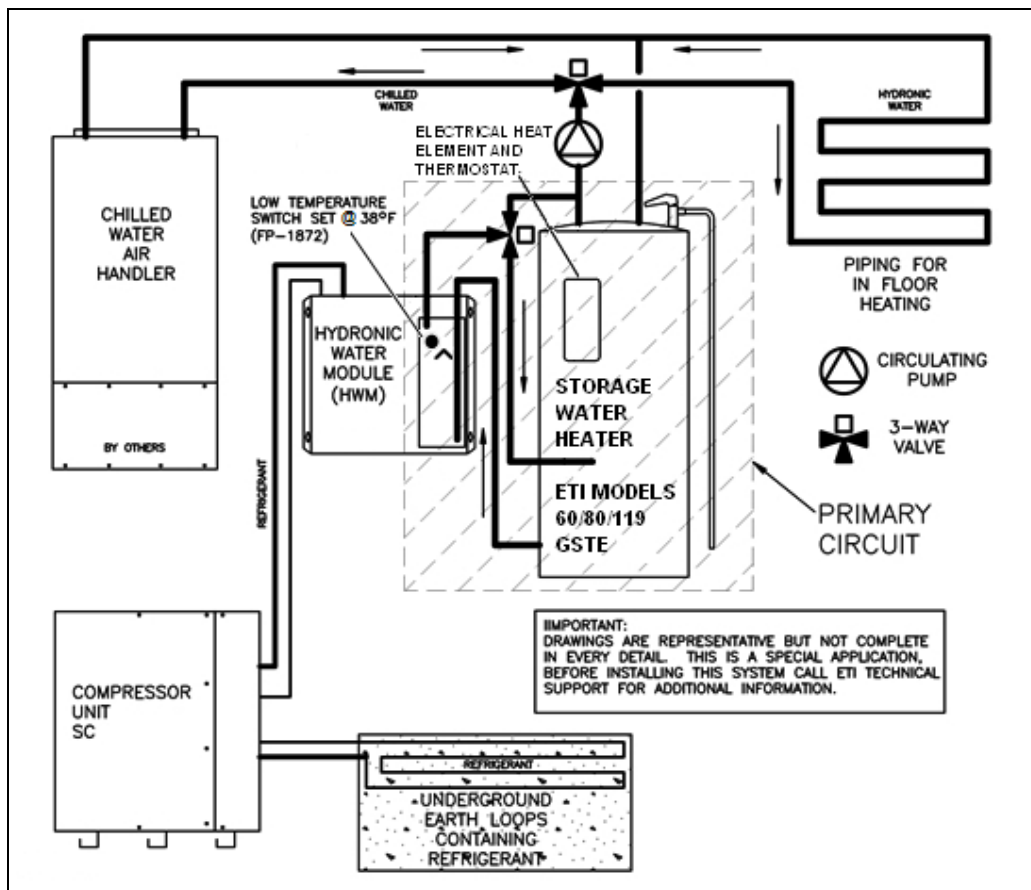 CHILLED
WATER
HYDRONIC
WATER
ELECTRICAL HEAT
ELEMENT AND
THERMOSTAT.
LOW TEMPERATURE
SWITCH SET @ 38°F
(FP-1872)
CHILLED
WATER
AIR
HANDLER
BY OTHERS
HYDRONIC
WATER
MODULE
(HWM)
PIPING FOR
IN FLOOR
HEATING
CIRCULATING
PUMP
3-WAY
VALVE
STORAGE
WATER
HEATER
ETI MODELS
60/80/119
GSTE
PRIMARY
CIRCUIT
REFRIGERANT
COMPRESSOR
UNIT
SC
IIMPORTANT:
DRAWINGS ARE REPRESENTATIVE BUT NOT COMPLETE
IN EVERY DETAIL. THIS IS A SPECIAL APPLICATION,
BEFORE INSTALLING THIS SYSTEM CALL ETI TECHNICAL
SUPPORT FOR ADDITIONAL INFORMATION.
REFRIGERANT
UNDERGROUND
EARTH LOOPS
CONTAINING
REFRIGERANT